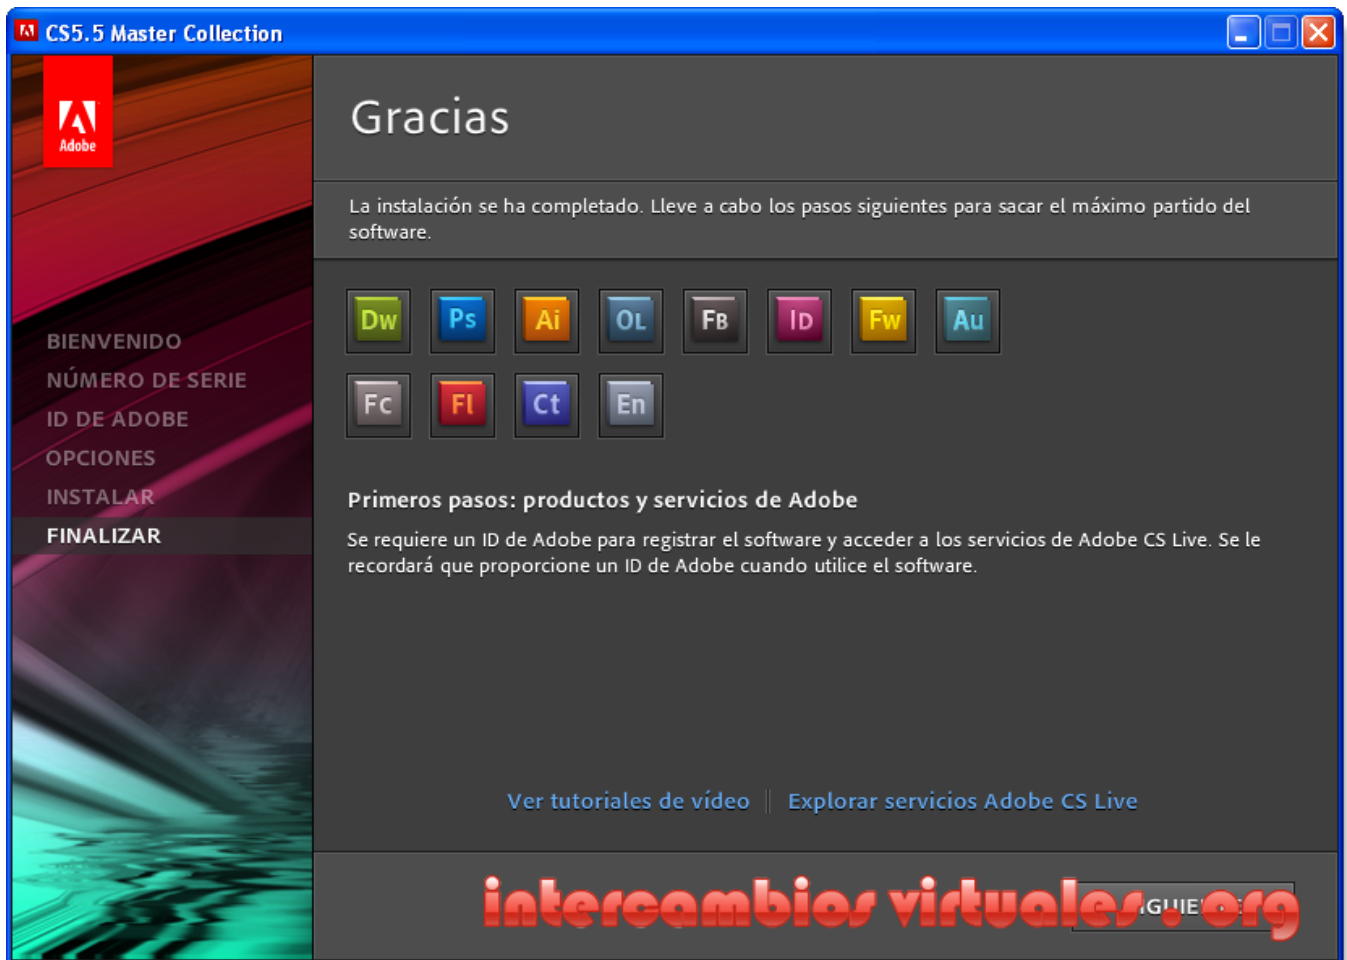 CS5.5 Master Collection
Adobe
Gracias
La instalación se ha completado. Lleve a cabo los pasos siguientes para sacar el máximo partido del
software.
Dw Ps Ai OL FB ID Fw Au
Fc Fl Ct En
BIENVENIDO
NÚMERO DE SERIE
ID DE ADOBE
OPCIONES
INSTALAR
FINALIZAR
Primeros pasos: productos y servicios de Adobe
Se requiere un ID de Adobe para registrar el software y acceder a los servicios de Adobe CS Live. Se le
recordará que proporcione un ID de Adobe cuando utilice el software.
Ver tutoriales de vídeo | Explorar servicios Adobe CS Live
intercambios virtuales . org